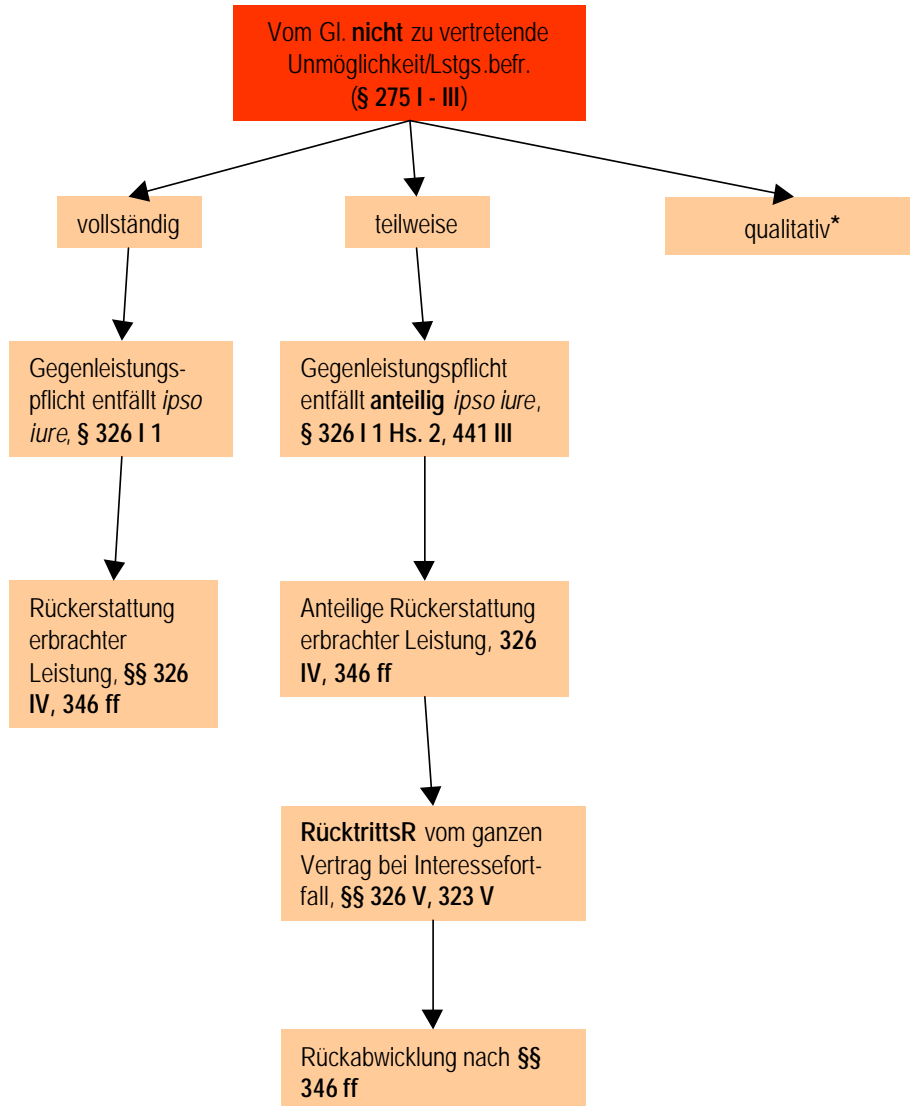 Vom Gl. nicht zu vertretende
Unmöglichkeit/Lstgs.befr.
(§ 275 I - III)
vollständig
teilweise
qualitativ*
Gegenleistungs-
pflicht entfällt ipso
iure, § 326 I 1
Gegenleistungspflicht
entfällt anteilig ipso iure,
§ 326 I 1 Hs. 2, 441 III
Rückerstattung
erbrachter
Leistung, §§ 326
IV, 346 ff
Anteilige Rückerstattung
erbrachter Leistung, 326
IV, 346 ff
RücktrittsR vom ganzen
Vertrag bei Interessefort-
fall, §§ 326 V, 323 V
Rückabwicklung nach §§
346 ff